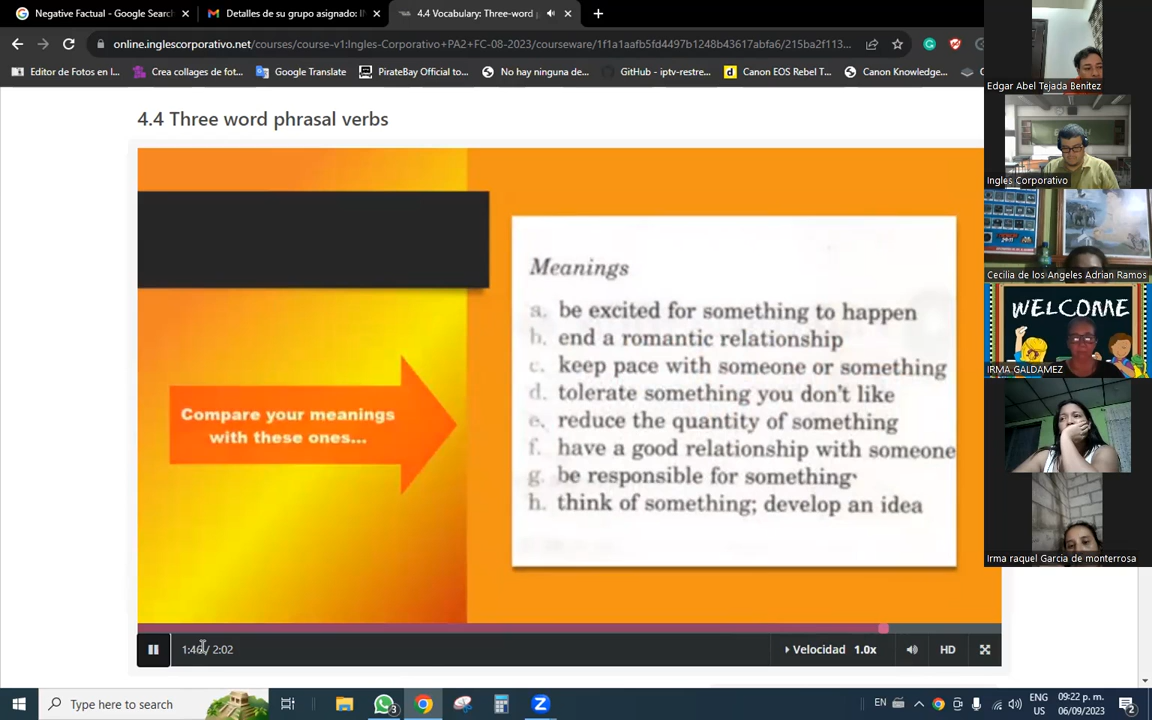 Negative Factual - Google Searc
Detalles de su grupo asignado: I
4.4 Vocabulary: Three-word p
online.inglescorporativo.net/courses/course-v1:Ingles-Corporativo+PA2+FC-08-2023/courseware/1f1a1aafb5fd4497b1248b43617abfa6/215ba2f113...
Editor de Fotos en l...
Crea collages de fot...
Google Translate
PirateBay Official to...
No hay ninguna de...
GitHub - iptv-restre...
Canon EOS Rebel T...
Canon Knowledge...
4.4 Three word phrasal verbs
Compare your meanings
with these ones...
Meanings
a. be excited for something to happen
b. end a romantic relationship
c. keep pace with someone or something
d. tolerate something you don't like
e. reduce the quantity of something
f. have a good relationship with someone
g. be responsible for something
h. think of something; develop an idea
1:46 / 2:02
Velocidad 1.0x
HD
Edgar Abel Tejada Benitez
Ingles Corporativo
Cecilia de los Angeles Adrian Ramos
WELCOME
IRMA GALDAMEZ
Irma raquel Garcia de monterrosa
Type here to search
3
EN
ENG
US
09:22 p. m.
06/09/2023
2